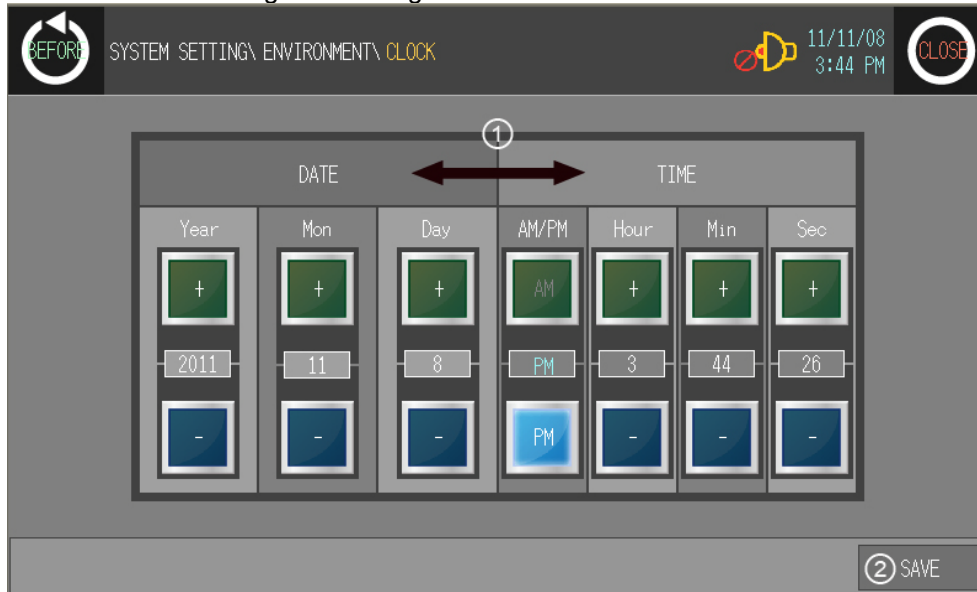 BEFORE
SYSTEM SETTING\ ENVIRONMENT\ CLOCK
11/11/08
3:44 PM
CLOSE
①
DATE
TIME
Year Mon Day AM/PM Hour Min Sec
+ + + AM + + +
2011 11 8 PM 3 44 26
- - - PM - - -
② SAVE